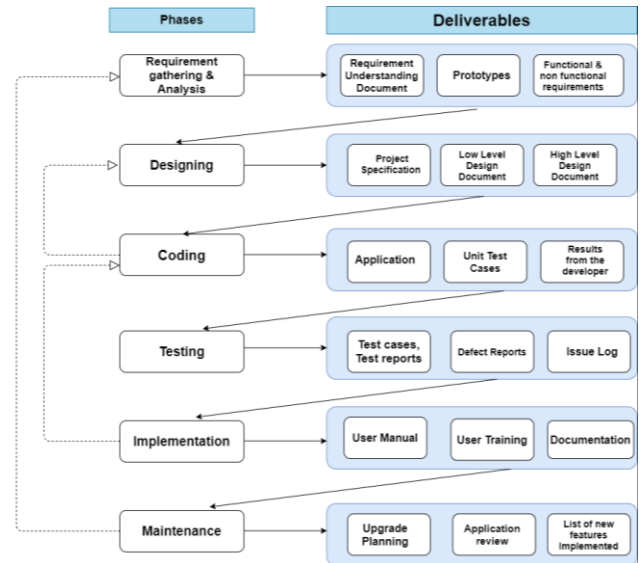 Phases
Deliverables
Requirement
gathering &
Analysis
Requirement
Understanding
Document
Prototypes
Functional &
non functional
requirements
Designing
Project
Specification
Low Level
Design
Document
High Level
Design
Document
Coding
Application
Unit Test
Cases
Results
from the
developer
Testing
Test cases,
Test reports
Defect Reports
Issue Log
Implementation
User Manual
User Training
Documentation
Maintenance
Upgrade
Planning
Application
review
List of new
features
Implemented